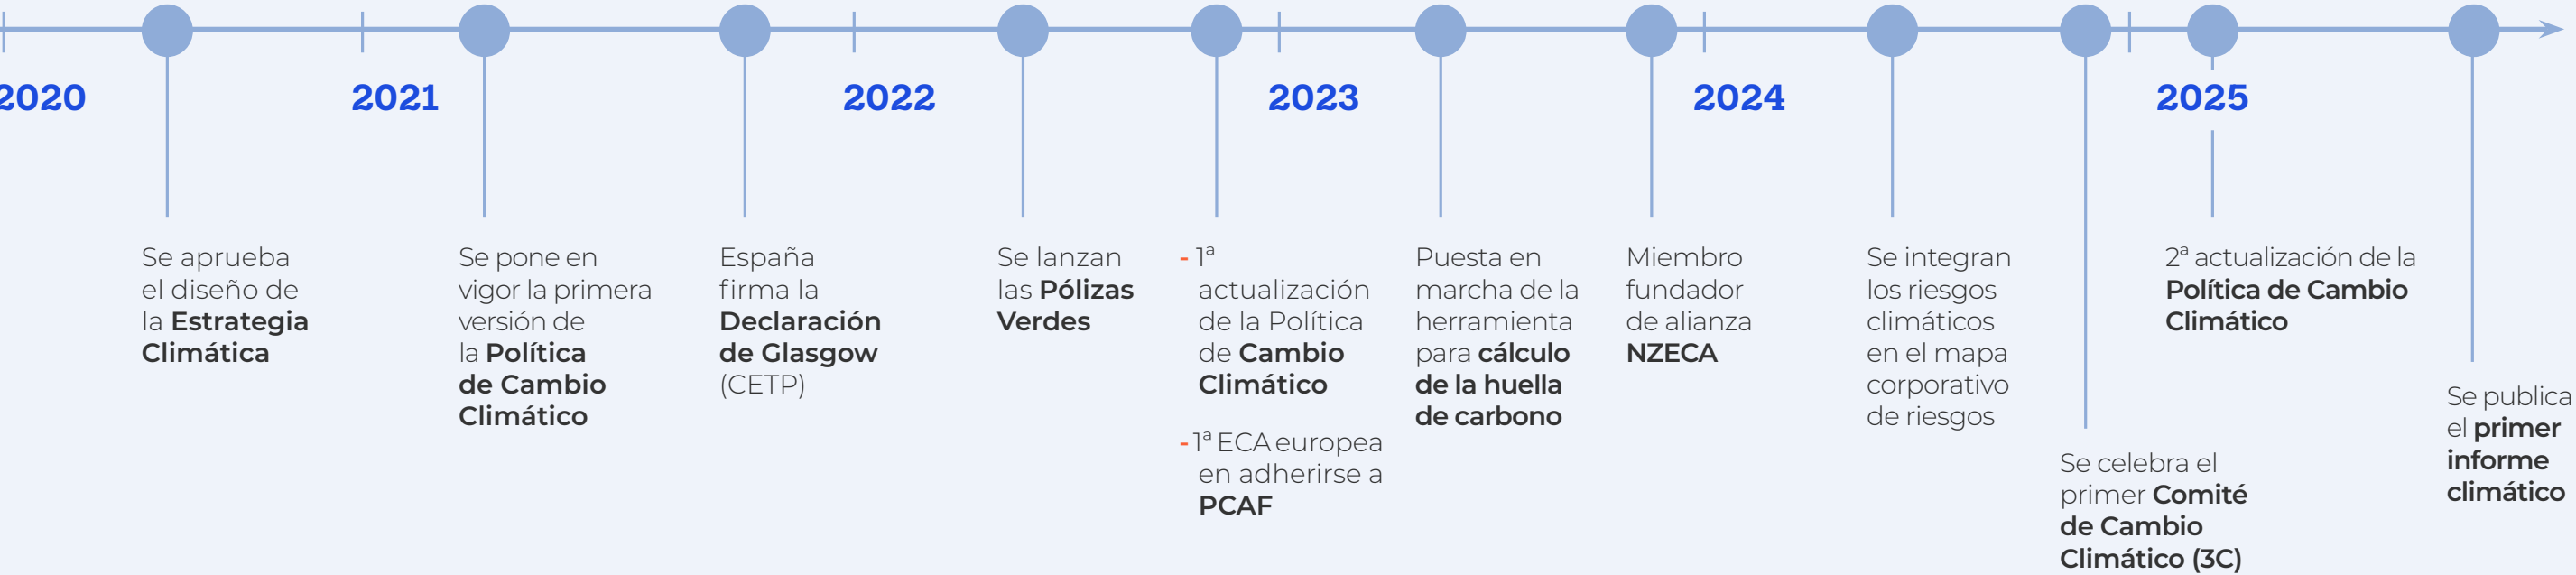 2020
2021
2022
2023
2024
2025
Se aprueba
el diseño de
la Estrategia
Climática
Se pone en
vigor la primera
versión de
la Política
de Cambio
Climático
España
firma la
Declaración
de Glasgow
(CETP)
Se lanzan
las Pólizas
Verdes
- 1ª
actualización
de la Política
de Cambio
Climático
- 1ª ECA europea
en adherirse a
PCAF
Puesta en
marcha de la
herramienta
para cálculo
de la huella
de carbono
Miembro
fundador
de alianza
NZECA
Se integran
los riesgos
climáticos
en el mapa
corporativo
de riesgos
Se celebra el
primer Comité
de Cambio
Climático (3C)
2ª actualización de la
Política de Cambio
Climático
Se publica
el primer
informe
climático